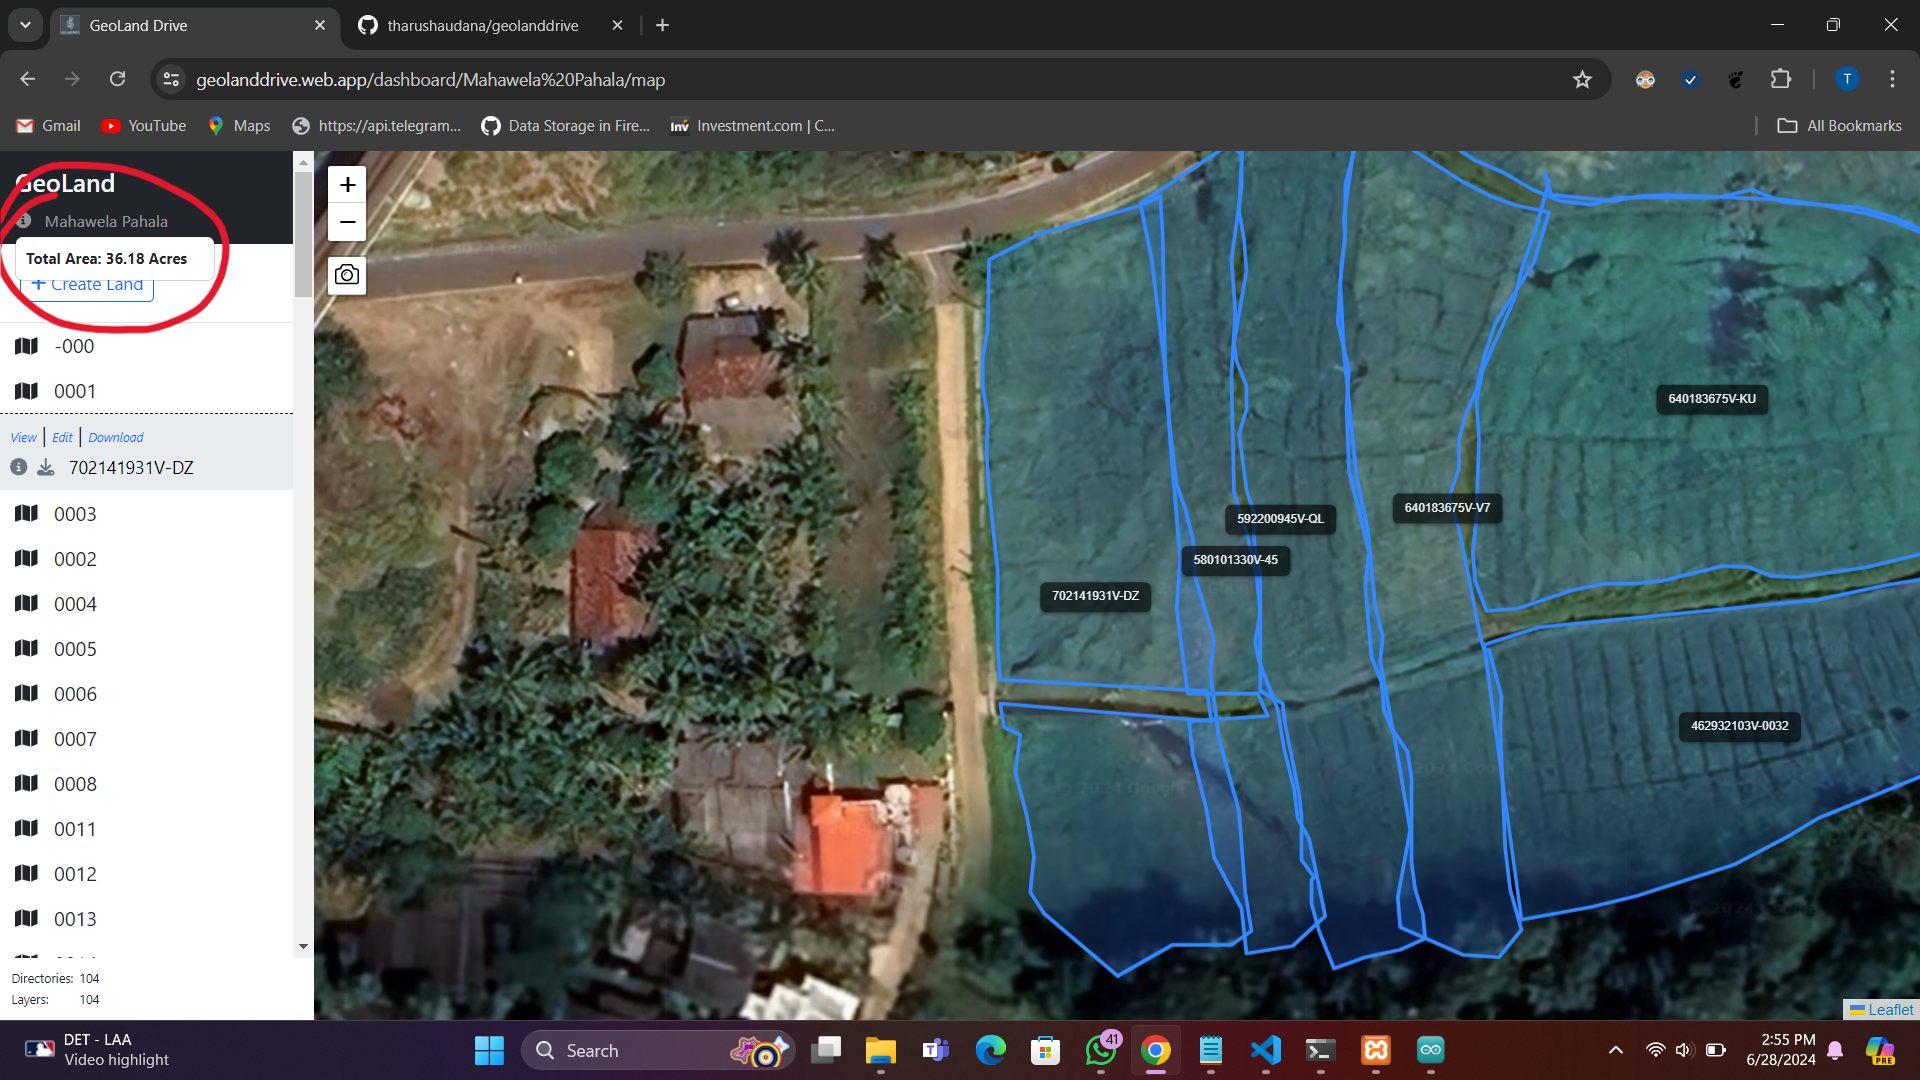 GeoLand Drive
tharushaudana/geolanddrive
geolanddrive.web.app/dashboard/Mahawela%20Pahala/map
T
Gmail
YouTube
Maps
https://api.telegram...
Data Storage in Fire...
Inv Investment.com | C...
All Bookmarks
GeoLand
Mahawela Pahala
Total Area: 36.18 Acres
+ Create Land
-000
0001
View | Edit | Download
702141931V-DZ
0003
0002
0004
0005
0006
0007
0008
0011
0012
0013
Directories: 104
Layers: 104
+
−
640183675V-KU
640183675V-V7
592200945V-QL
580101330V-45
702141931V-DZ
462932103V-0032
Leaflet
DET - LAA
Video highlight
Search
41
2:55 PM
6/28/2024
PRE